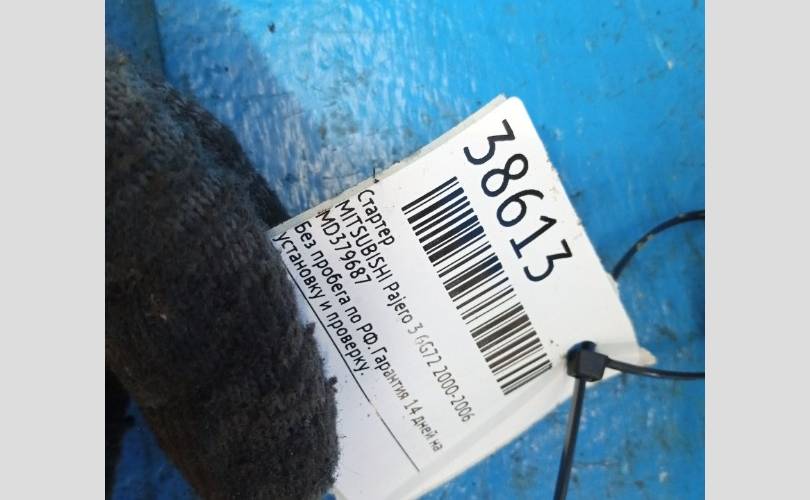 38613
Стартер
MITSUBISHI Pajero 3 6G72 2000-2006
MD379687
Без пробега по РФ. Гарантия 14 дней на
установку и проверку.